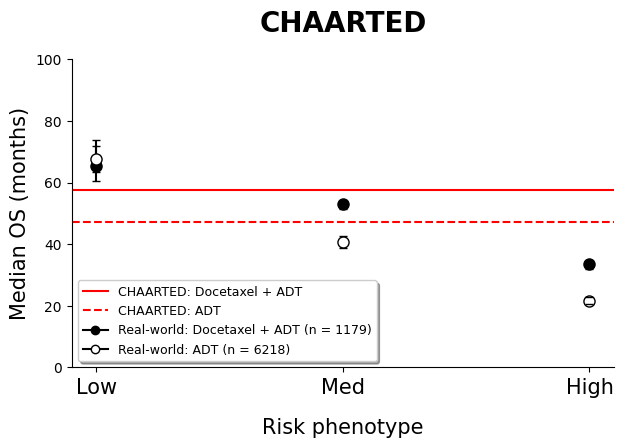 CHAARTED
Median OS (months)
100
80
60
40
20
0
CHAARTED: Docetaxel + ADT
CHAARTED: ADT
Real-world: Docetaxel + ADT (n = 1179)
Real-world: ADT (n = 6218)
Low Med High
Risk phenotype